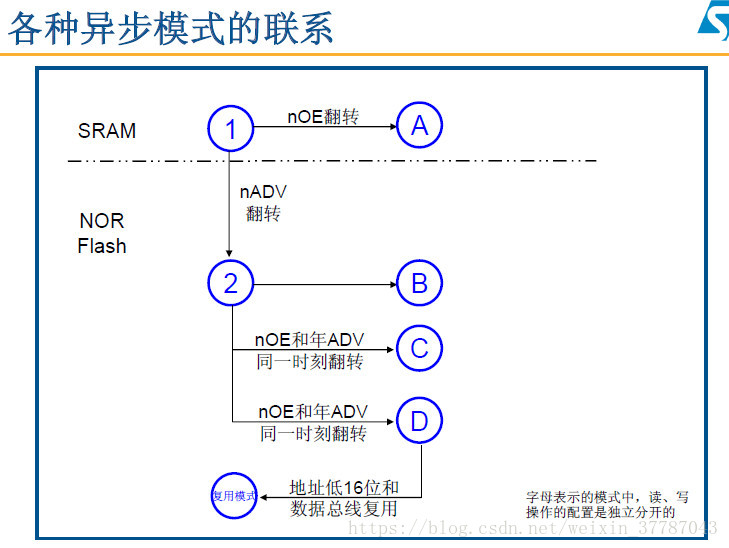 各种异步模式的联系
SRAM
1
nOE翻转
A
nADV
翻转
NOR
Flash
2
B
nOE和年ADV
同一时刻翻转
C
nOE和年ADV
同一时刻翻转
D
复用模式
地址低16位和
数据总线复用
字母表示的模式中，读、写
操作的配置是独立分开的
https://blog.csdn.net/weixin_37787043